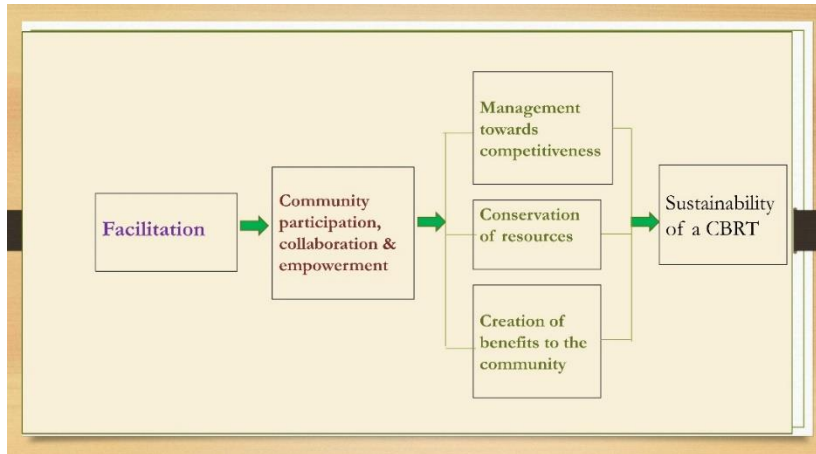 Facilitation
Community
participation,
collaboration &
empowerment
Management
towards
competitiveness
Conservation
of resources
Creation of
benefits to the
community
Sustainability
of a CBRT